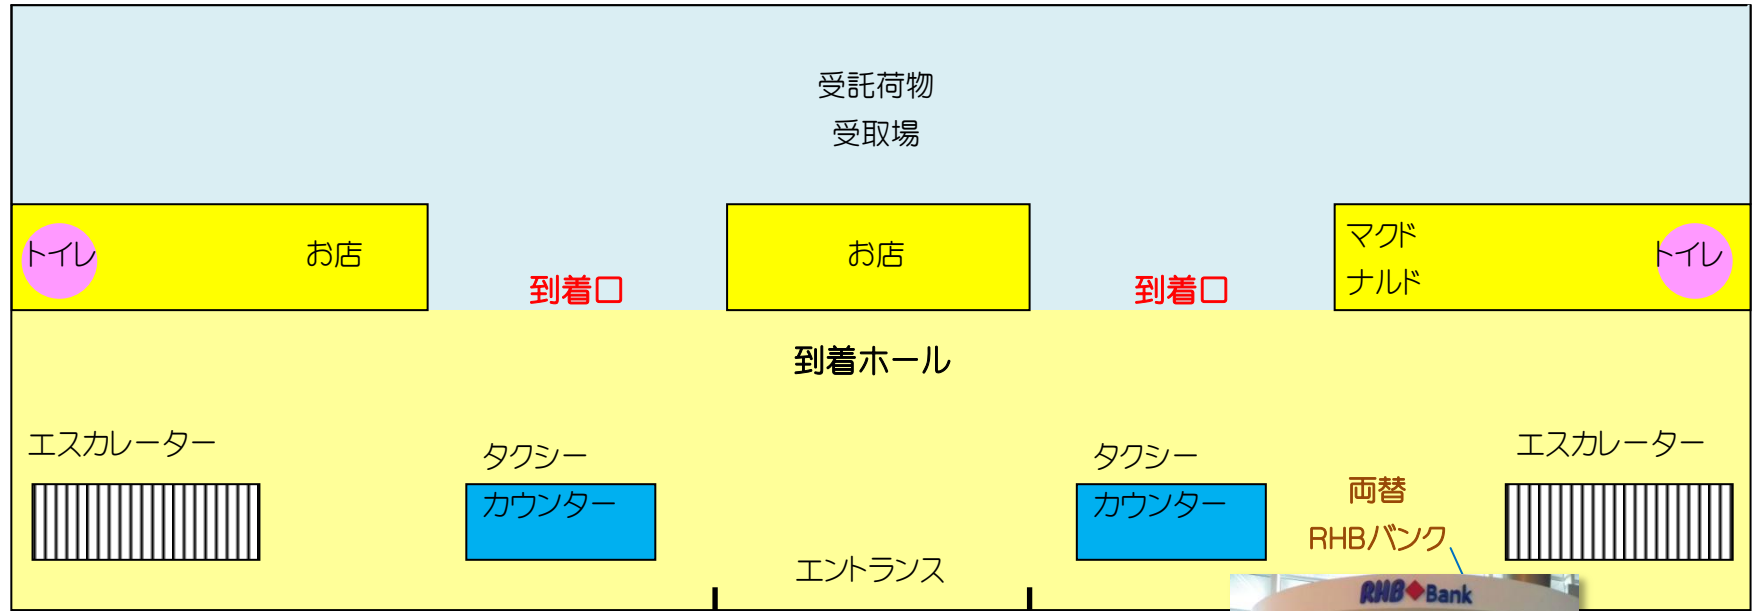 受託荷物
受取場
トイレ
お店
お店
マクド
ナルド
トイレ
到着口
到着口
到着ホール
エスカレーター
タクシー
カウンター
タクシー
カウンター
エスカレーター
両替
RHBバンク
エントランス
RHB Bank